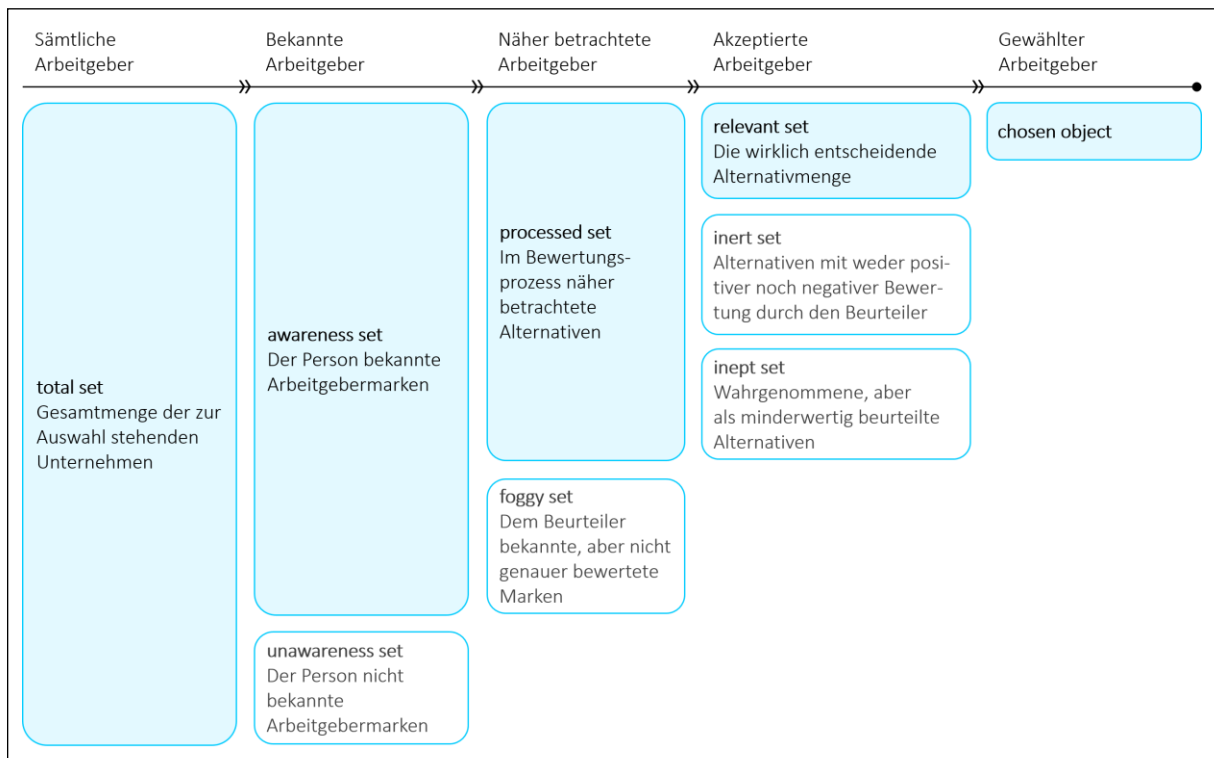 Sämtliche
Arbeitgeber
Bekannte
Arbeitgeber
Näher betrachtete
Arbeitgeber
Akzeptierte
Arbeitgeber
Gewählter
Arbeitgeber
total set
Gesamtmenge der zur
Auswahl stehenden
Unternehmen
awareness set
Der Person bekannte
Arbeitgebermarken
unawareness set
Der Person nicht
bekannte
Arbeitgebermarken
processed set
Im Bewertungs-
prozess näher
betrachtete
Alternativen
foggy set
Dem Beurteiler
bekannte, aber nicht
genauer bewertete
Marken
relevant set
Die wirklich entscheidende
Alternativmenge
inert set
Alternativen mit weder posi-
tiver noch negativer Bewer-
tung durch den Beurteiler
inept set
Wahrgenommene, aber
als minderwertig beurteilte
Alternativen
chosen object